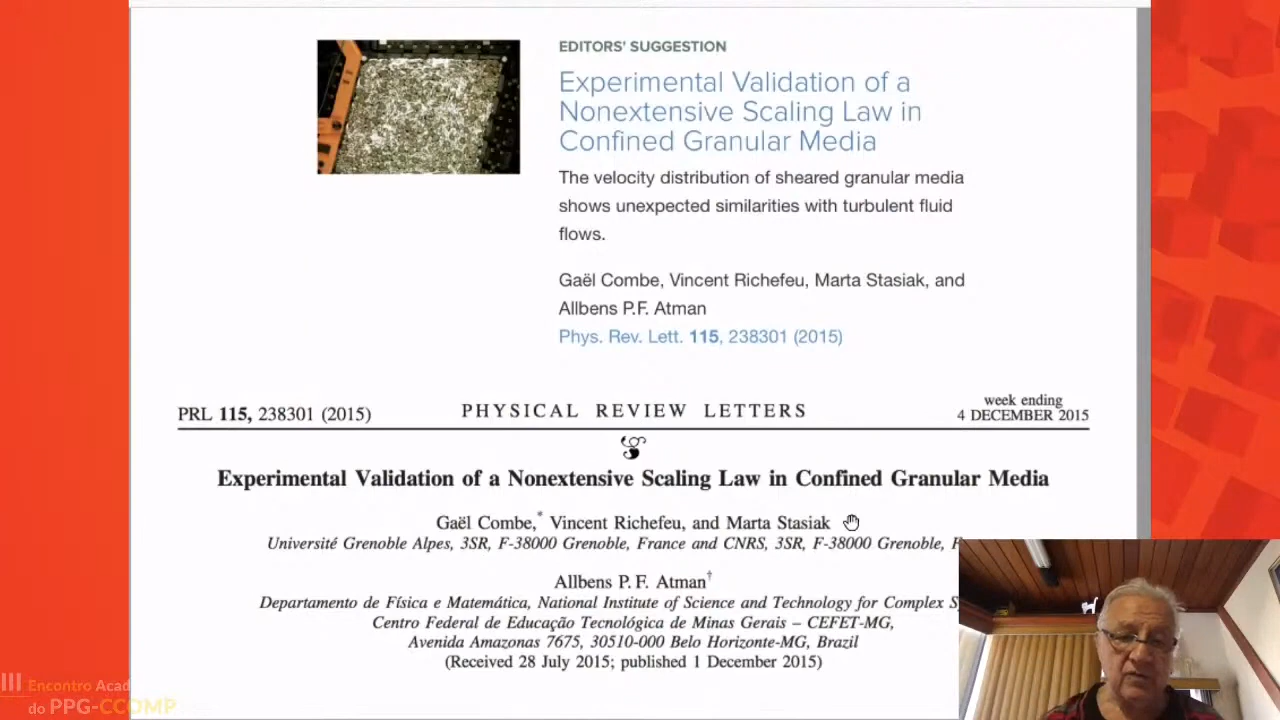 EDITORS' SUGGESTION
Experimental Validation of a
Nonextensive Scaling Law in
Confined Granular Media
The velocity distribution of sheared granular media
shows unexpected similarities with turbulent fluid
flows.
Gaël Combe, Vincent Richefeu, Marta Stasiak, and
Allbens P.F. Atman
Phys. Rev. Lett. 115, 238301 (2015)
PRL 115, 238301 (2015)
PHYSICAL REVIEW LETTERS
week ending
4 DECEMBER 2015
Experimental Validation of a Nonextensive Scaling Law in Confined Granular Media
Gaël Combe,* Vincent Richefeu, and Marta Stasiak
Université Grenoble Alpes, 3SR, F-38000 Grenoble, France and CNRS, 3SR, F-38000 Grenoble,
Allbens P. F. Atman†
Departamento de Física e Matemática, National Institute of Science and Technology for Complex
Centro Federal de Educação Tecnológica de Minas Gerais – CEFET-MG,
Avenida Amazonas 7675, 30510-000 Belo Horizonte-MG, Brazil
(Received 28 July 2015; published 1 December 2015)
III Encontro Acad
do PPG-CCOMP